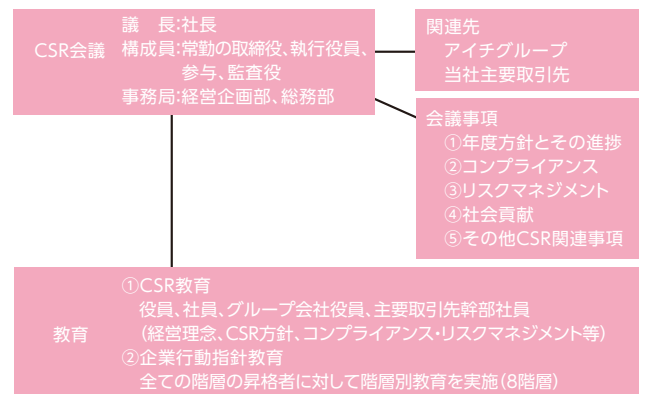 CSR会議
議　長:社長
構成員:常勤の取締役、執行役員、
参与、監査役
事務局:経営企画部、総務部
関連先
アイチグループ
当社主要取引先
会議事項
①年度方針とその進捗
②コンプライアンス
③リスクマネジメント
④社会貢献
⑤その他CSR関連事項
教育
①CSR教育
役員、社員、グループ会社役員、主要取引先幹部社員
(経営理念、CSR方針、コンプライアンス・リスクマネジメント等)
②企業行動指針教育
全ての階層の昇格者に対して階層別教育を実施(8階層)